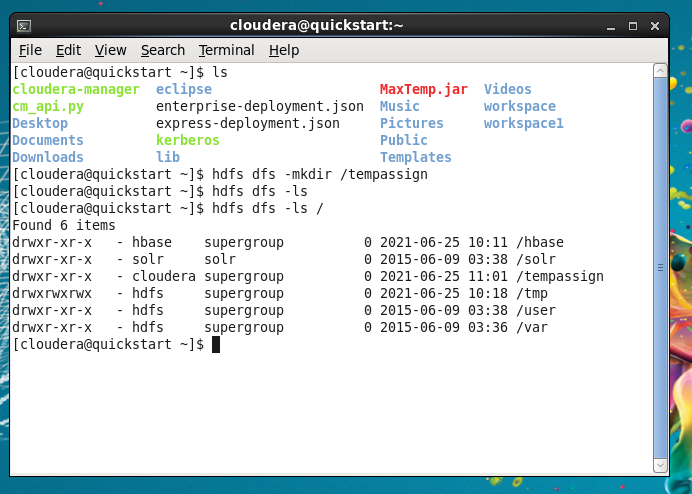 cloudera@quickstart:~
File Edit View Search Terminal Help
[cloudera@quickstart ~]$ ls
cloudera-manager  eclipse                     MaxTemp.jar  Videos
cm_api.py         enterprise-deployment.json  Music        workspace
Desktop           express-deployment.json     Pictures     workspace1
Documents         kerberos                    Public
Downloads         lib                         Templates
[cloudera@quickstart ~]$ hdfs dfs -mkdir /tempassign
[cloudera@quickstart ~]$ hdfs dfs -ls
[cloudera@quickstart ~]$ hdfs dfs -ls /
Found 6 items
drwxr-xr-x   - hbase    supergroup          0 2021-06-25 10:11 /hbase
drwxr-xr-x   - solr     solr                0 2015-06-09 03:38 /solr
drwxr-xr-x   - cloudera supergroup          0 2021-06-25 11:01 /tempassign
drwxrwxrwx   - hdfs     supergroup          0 2021-06-25 10:18 /tmp
drwxr-xr-x   - hdfs     supergroup          0 2015-06-09 03:38 /user
drwxr-xr-x   - hdfs     supergroup          0 2015-06-09 03:36 /var
[cloudera@quickstart ~]$